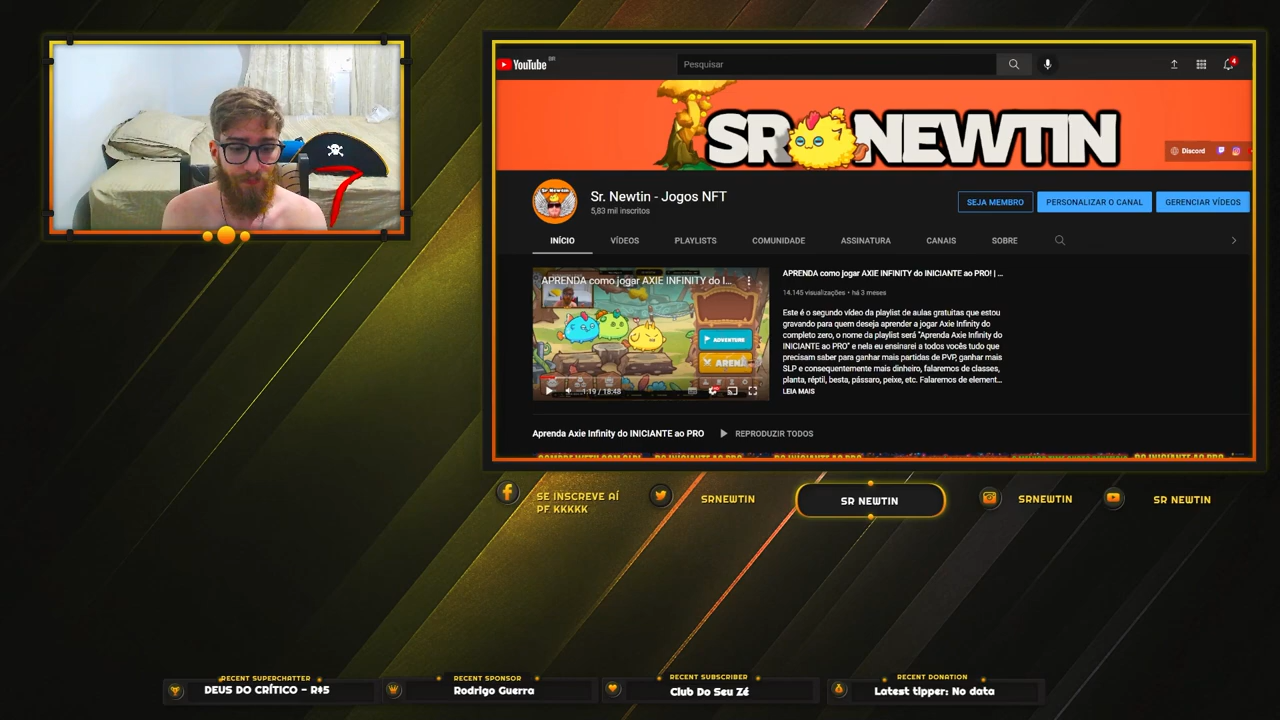 YouTube BR
Pesquisar
4
SR NEWTIN
Discord
Sr. Newtin - Jogos NFT
5,83 mil inscritos
SEJA MEMBRO
PERSONALIZAR O CANAL
GERENCIAR VÍDEOS
INÍCIO
VÍDEOS
PLAYLISTS
COMUNIDADE
ASSINATURA
CANAIS
SOBRE
APRENDA como jogar AXIE INFINITY do I...
ADVENTURE
ARENA
1:19 / 18:48
APRENDA como jogar AXIE INFINITY do INICIANTE ao PRO! | ...
14.145 visualizações • há 3 meses
Este é o segundo vídeo da playlist de aulas gratuitas que estou
gravando para quem deseja aprender a jogar Axie Infinity do
completo zero, o nome da playlist será "Aprenda Axie Infinity do
INICIANTE ao PRO" e nela eu ensinarei a todos vocês tudo que
precisam saber para ganhar mais partidas de PVP, ganhar mais
SLP e consequentemente mais dinheiro, falaremos de classes,
planta, réptil, besta, pássaro, peixe, etc. Falaremos de element...
LEIA MAIS
Aprenda Axie Infinity do INICIANTE ao PRO
REPRODUZIR TODOS
SE INSCREVE AÍ
PF KKKKK
SRNEWTIN
SR NEWTIN
SRNEWTIN
SR NEWTIN
RECENT SUPERCHATTER
DEUS DO CRÍTICO - R$5
RECENT SPONSOR
Rodrigo Guerra
RECENT SUBSCRIBER
Club Do Seu Zé
RECENT DONATION
Latest tipper: No data